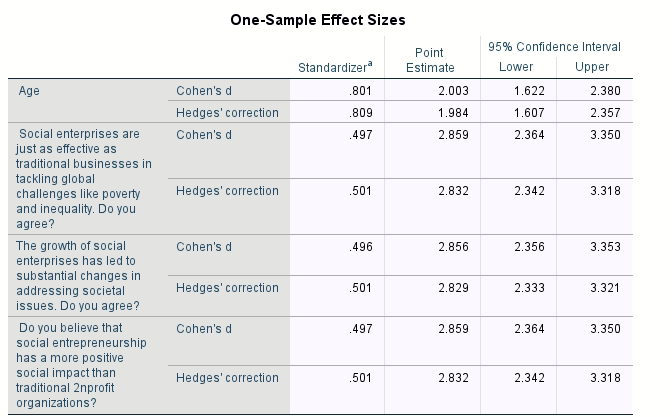 One-Sample Effect Sizes
Standardizerᵃ Point Estimate 95% Confidence Interval
Lower Upper
Age Cohen's d .801 2.003 1.622 2.380
Hedges' correction .809 1.984 1.607 2.357
Social enterprises are
just as effective as
traditional businesses in
tackling global
challenges like poverty
and inequality. Do you
agree?
Cohen's d .497 2.859 2.364 3.350
Hedges' correction .501 2.832 2.342 3.318
The growth of social
enterprises has led to
substantial changes in
addressing societal
issues. Do you agree?
Cohen's d .496 2.856 2.356 3.353
Hedges' correction .501 2.829 2.333 3.321
Do you believe that
social entrepreneurship
has a more positive
social impact than
traditional 2nprofit
organizations?
Cohen's d .497 2.859 2.364 3.350
Hedges' correction .501 2.832 2.342 3.318